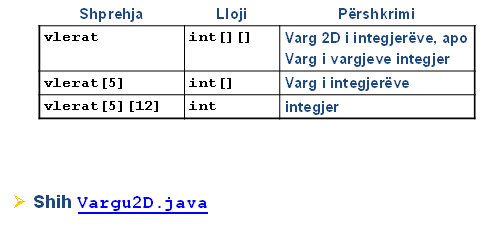 Shprehja Lloji Përshkrimi
vlerat int[][] Varg 2D i integjerëve, apo
Varg i vargjeve integjer
vlerat[5] int[] Varg i integjerëve
vlerat[5][12] int integjer
Shih Vargu2D.java